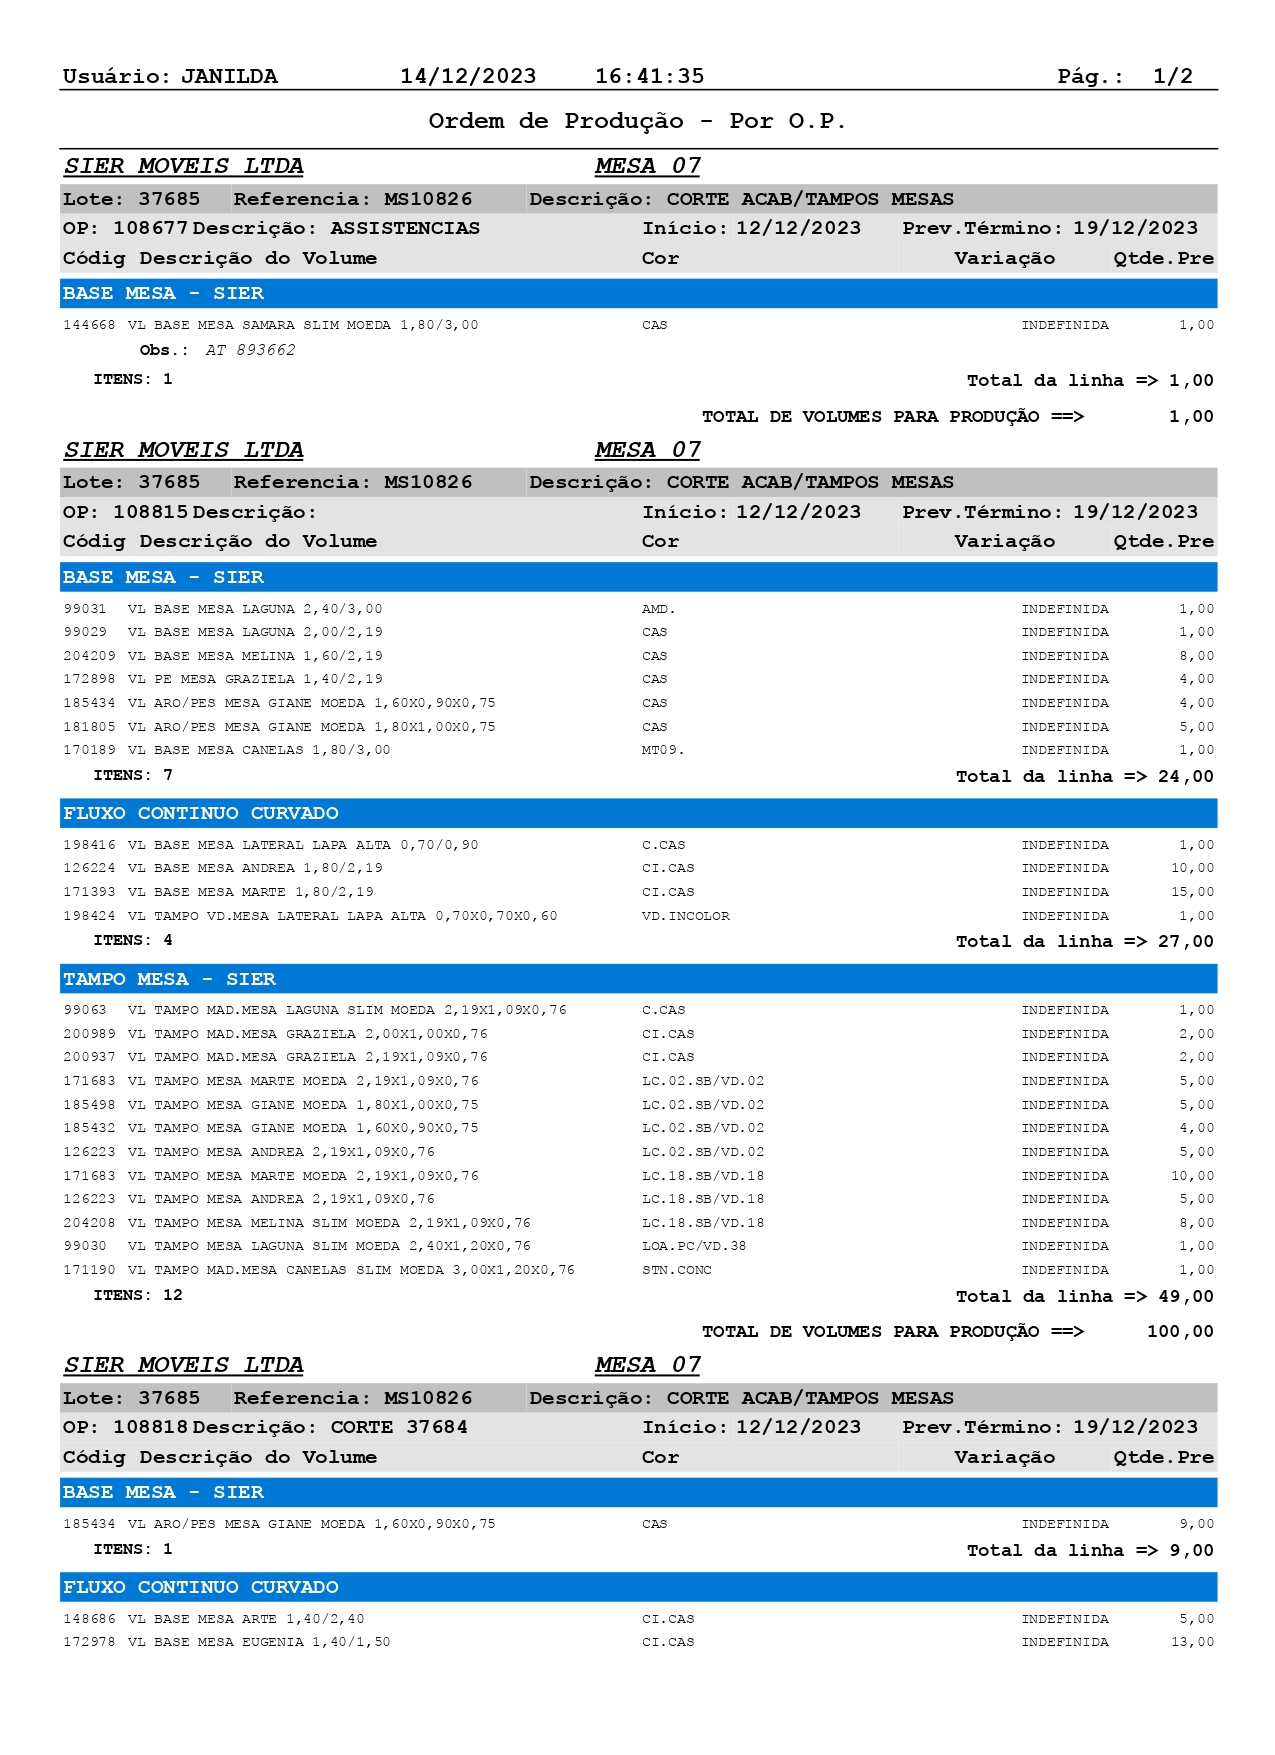 Usuário: JANILDA 14/12/2023 16:41:35 Pág.: 1/2
Ordem de Produção - Por O.P.
SIER MOVEIS LTDA MESA 07
Lote: 37685 Referencia: MS10826 Descrição: CORTE ACAB/TAMPOS MESAS
OP: 108677 Descrição: ASSISTENCIAS Início: 12/12/2023 Prev.Término: 19/12/2023
Códig Descrição do Volume Cor Variação Qtde.Pre
BASE MESA - SIER
144668 VL BASE MESA SAMARA SLIM MOEDA 1,80/3,00 CAS INDEFINIDA 1,00
Obs.: AT 893662
ITENS: 1 Total da linha => 1,00
TOTAL DE VOLUMES PARA PRODUÇÃO ==> 1,00
SIER MOVEIS LTDA MESA 07
Lote: 37685 Referencia: MS10826 Descrição: CORTE ACAB/TAMPOS MESAS
OP: 108815 Descrição: Início: 12/12/2023 Prev.Término: 19/12/2023
Códig Descrição do Volume Cor Variação Qtde.Pre
BASE MESA - SIER
99031 VL BASE MESA LAGUNA 2,40/3,00 AMD. INDEFINIDA 1,00
99029 VL BASE MESA LAGUNA 2,00/2,19 CAS INDEFINIDA 1,00
204209 VL BASE MESA MELINA 1,60/2,19 CAS INDEFINIDA 8,00
172898 VL PE MESA GRAZIELA 1,40/2,19 CAS INDEFINIDA 4,00
185434 VL ARO/PES MESA GIANE MOEDA 1,60X0,90X0,75 CAS INDEFINIDA 4,00
181805 VL ARO/PES MESA GIANE MOEDA 1,80X1,00X0,75 CAS INDEFINIDA 5,00
170189 VL BASE MESA CANELAS 1,80/3,00 MT09. INDEFINIDA 1,00
ITENS: 7 Total da linha => 24,00
FLUXO CONTINUO CURVADO
198416 VL BASE MESA LATERAL LAPA ALTA 0,70/0,90 C.CAS INDEFINIDA 1,00
126224 VL BASE MESA ANDREA 1,80/2,19 CI.CAS INDEFINIDA 10,00
171393 VL BASE MESA MARTE 1,80/2,19 CI.CAS INDEFINIDA 15,00
198424 VL TAMPO VD.MESA LATERAL LAPA ALTA 0,70X0,70X0,60 VD.INCOLOR INDEFINIDA 1,00
ITENS: 4 Total da linha => 27,00
TAMPO MESA - SIER
99063 VL TAMPO MAD.MESA LAGUNA SLIM MOEDA 2,19X1,09X0,76 C.CAS INDEFINIDA 1,00
200989 VL TAMPO MAD.MESA GRAZIELA 2,00X1,00X0,76 CI.CAS INDEFINIDA 2,00
200937 VL TAMPO MAD.MESA GRAZIELA 2,19X1,09X0,76 CI.CAS INDEFINIDA 2,00
171683 VL TAMPO MESA MARTE MOEDA 2,19X1,09X0,76 LC.02.SB/VD.02 INDEFINIDA 5,00
185498 VL TAMPO MESA GIANE MOEDA 1,80X1,00X0,75 LC.02.SB/VD.02 INDEFINIDA 5,00
185432 VL TAMPO MESA GIANE MOEDA 1,60X0,90X0,75 LC.02.SB/VD.02 INDEFINIDA 4,00
126223 VL TAMPO MESA ANDREA 2,19X1,09X0,76 LC.02.SB/VD.02 INDEFINIDA 5,00
171683 VL TAMPO MESA MARTE MOEDA 2,19X1,09X0,76 LC.18.SB/VD.18 INDEFINIDA 10,00
126223 VL TAMPO MESA ANDREA 2,19X1,09X0,76 LC.18.SB/VD.18 INDEFINIDA 5,00
204208 VL TAMPO MESA MELINA SLIM MOEDA 2,19X1,09X0,76 LC.18.SB/VD.18 INDEFINIDA 8,00
99030 VL TAMPO MESA LAGUNA SLIM MOEDA 2,40X1,20X0,76 LOA.PC/VD.38 INDEFINIDA 1,00
171190 VL TAMPO MAD.MESA CANELAS SLIM MOEDA 3,00X1,20X0,76 STN.CONC INDEFINIDA 1,00
ITENS: 12 Total da linha => 49,00
TOTAL DE VOLUMES PARA PRODUÇÃO ==> 100,00
SIER MOVEIS LTDA MESA 07
Lote: 37685 Referencia: MS10826 Descrição: CORTE ACAB/TAMPOS MESAS
OP: 108818 Descrição: CORTE 37684 Início: 12/12/2023 Prev.Término: 19/12/2023
Códig Descrição do Volume Cor Variação Qtde.Pre
BASE MESA - SIER
185434 VL ARO/PES MESA GIANE MOEDA 1,60X0,90X0,75 CAS INDEFINIDA 9,00
ITENS: 1 Total da linha => 9,00
FLUXO CONTINUO CURVADO
148686 VL BASE MESA ARTE 1,40/2,40 CI.CAS INDEFINIDA 5,00
172978 VL BASE MESA EUGENIA 1,40/1,50 CI.CAS INDEFINIDA 13,00